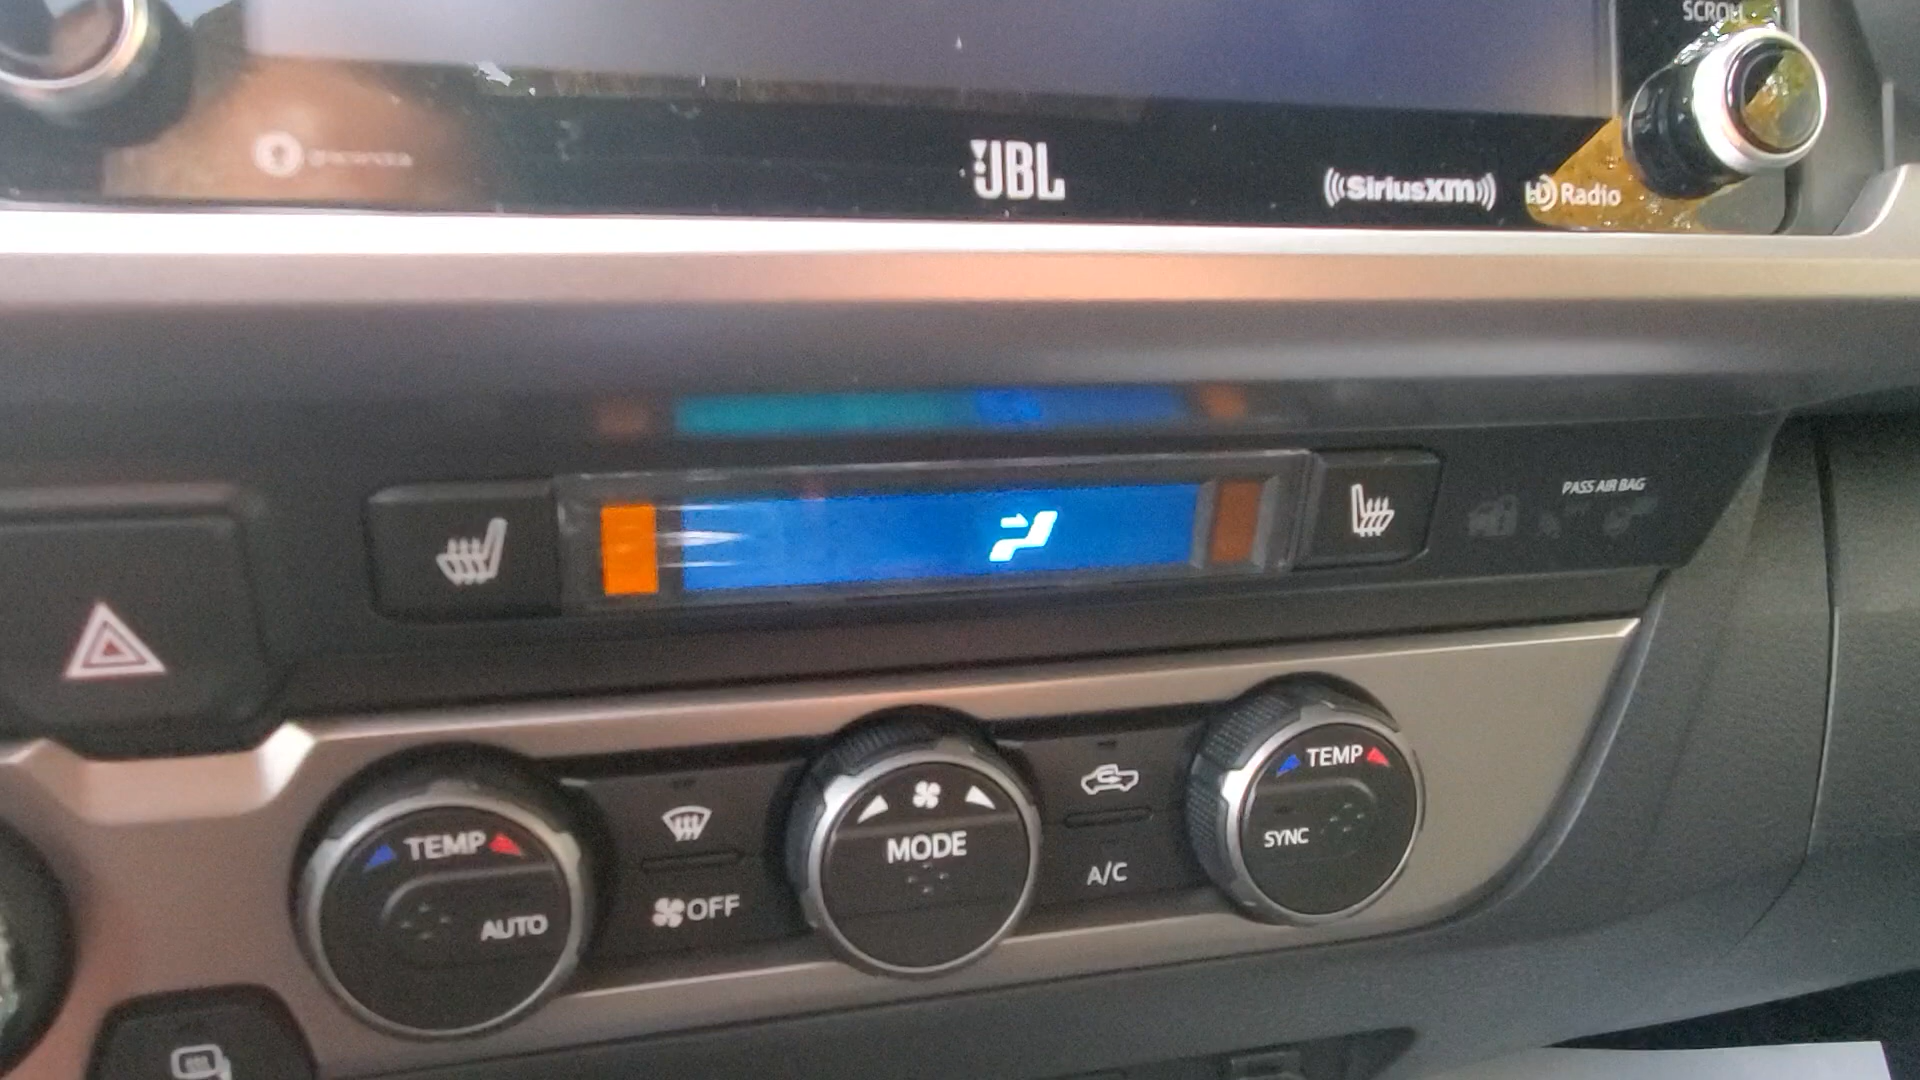 SCROLL
JBL
SiriusXM
HD Radio
PASS AIR BAG
TEMP
AUTO
OFF
MODE
A/C
TEMP
SYNC